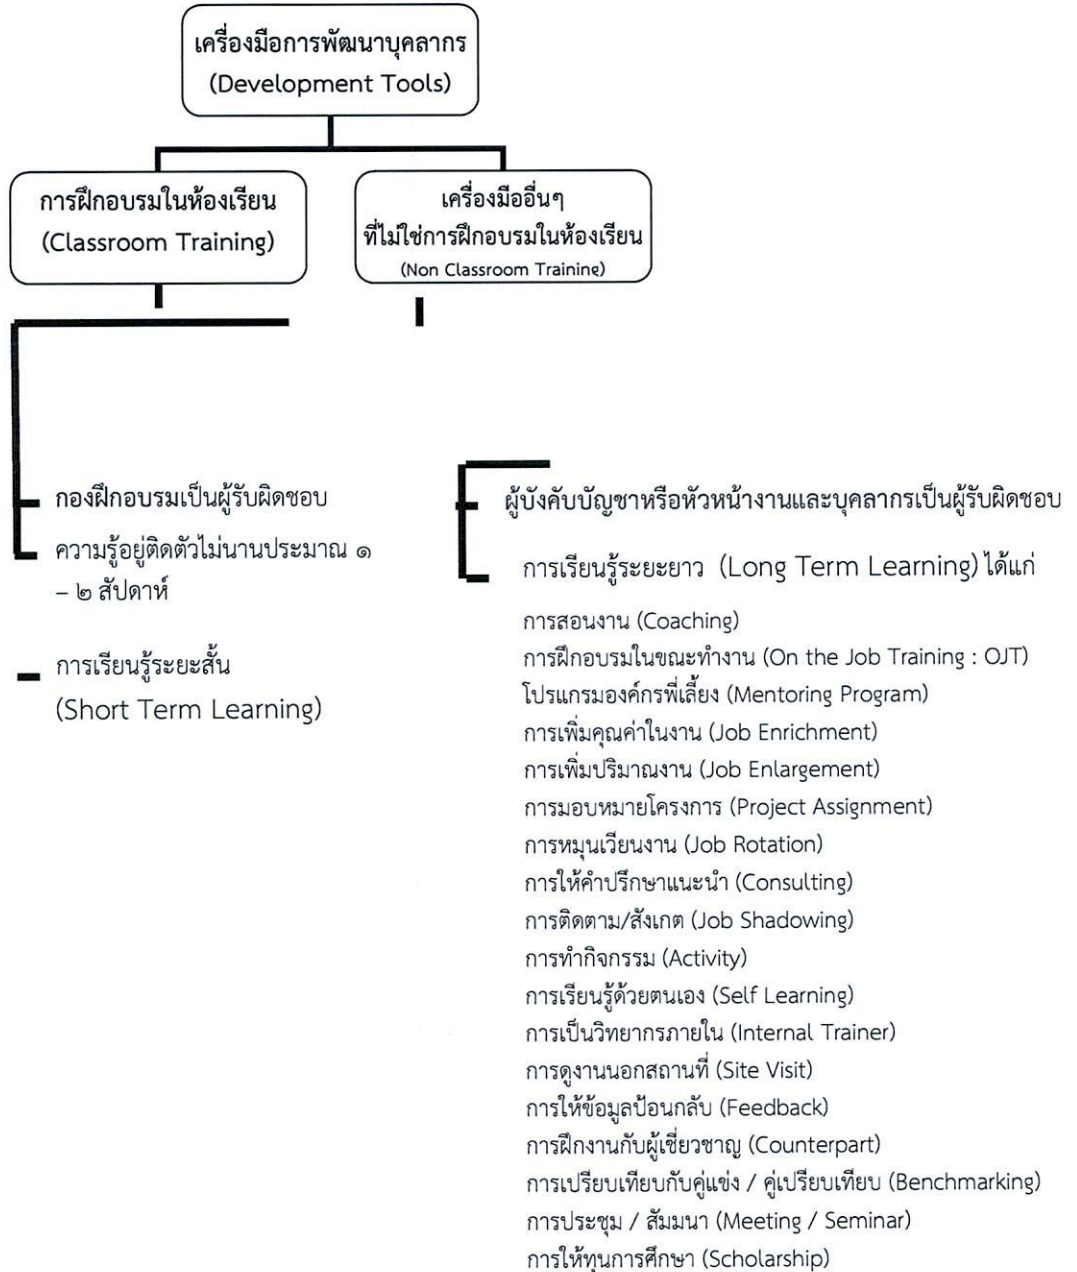 เครื่องมือการพัฒนาบุคลากร
(Development Tools)
การฝึกอบรมในห้องเรียน
(Classroom Training)
เครื่องมืออื่นๆ
ที่ไม่ใช่การฝึกอบรมในห้องเรียน
(Non Classroom Training)
กองฝึกอบรมเป็นผู้รับผิดชอบ
ความรู้อยู่ติดตัวไม่นานประมาณ ๑
– ๒ สัปดาห์
การเรียนรู้ระยะสั้น
(Short Term Learning)
ผู้บังคับบัญชาหรือหัวหน้างานและบุคลากรเป็นผู้รับผิดชอบ
การเรียนรู้ระยะยาว (Long Term Learning) ได้แก่
การสอนงาน (Coaching)
การฝึกอบรมในขณะทำงาน (On the Job Training : OJT)
โปรแกรมองค์กรพี่เลี้ยง (Mentoring Program)
การเพิ่มคุณค่าในงาน (Job Enrichment)
การเพิ่มปริมาณงาน (Job Enlargement)
การมอบหมายโครงการ (Project Assignment)
การหมุนเวียนงาน (Job Rotation)
การให้คำปรึกษาแนะนำ (Consulting)
การติดตาม/สังเกต (Job Shadowing)
การทำกิจกรรม (Activity)
การเรียนรู้ด้วยตนเอง (Self Learning)
การเป็นวิทยากรภายใน (Internal Trainer)
การดูงานนอกสถานที่ (Site Visit)
การให้ข้อมูลป้อนกลับ (Feedback)
การฝึกงานกับผู้เชี่ยวชาญ (Counterpart)
การเปรียบเทียบกับคู่แข่ง / คู่เปรียบเทียบ (Benchmarking)
การประชุม / สัมมนา (Meeting / Seminar)
การให้ทุนการศึกษา (Scholarship)